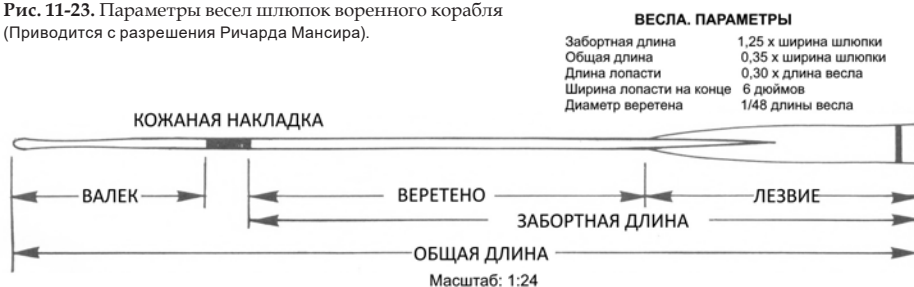 Рис. 11-23. Параметры весел шлюпок воренного корабля
(Приводится с разрешения Ричарда Мансира).
ВЕСЛА. ПАРАМЕТРЫ
Забортная длина 1,25 x ширина шлюпки
Общая длина 0,35 x ширина шлюпки
Длина лопасти 0,30 x длина весла
Ширина лопасти на конце 6 дюймов
Диаметр веретена 1/48 длины весла
КОЖАНАЯ НАКЛАДКА
ВАЛЕК ВЕРЕТЕНО ЛЕЗВИЕ
ЗАБОРТНАЯ ДЛИНА
ОБЩАЯ ДЛИНА
Масштаб: 1:24